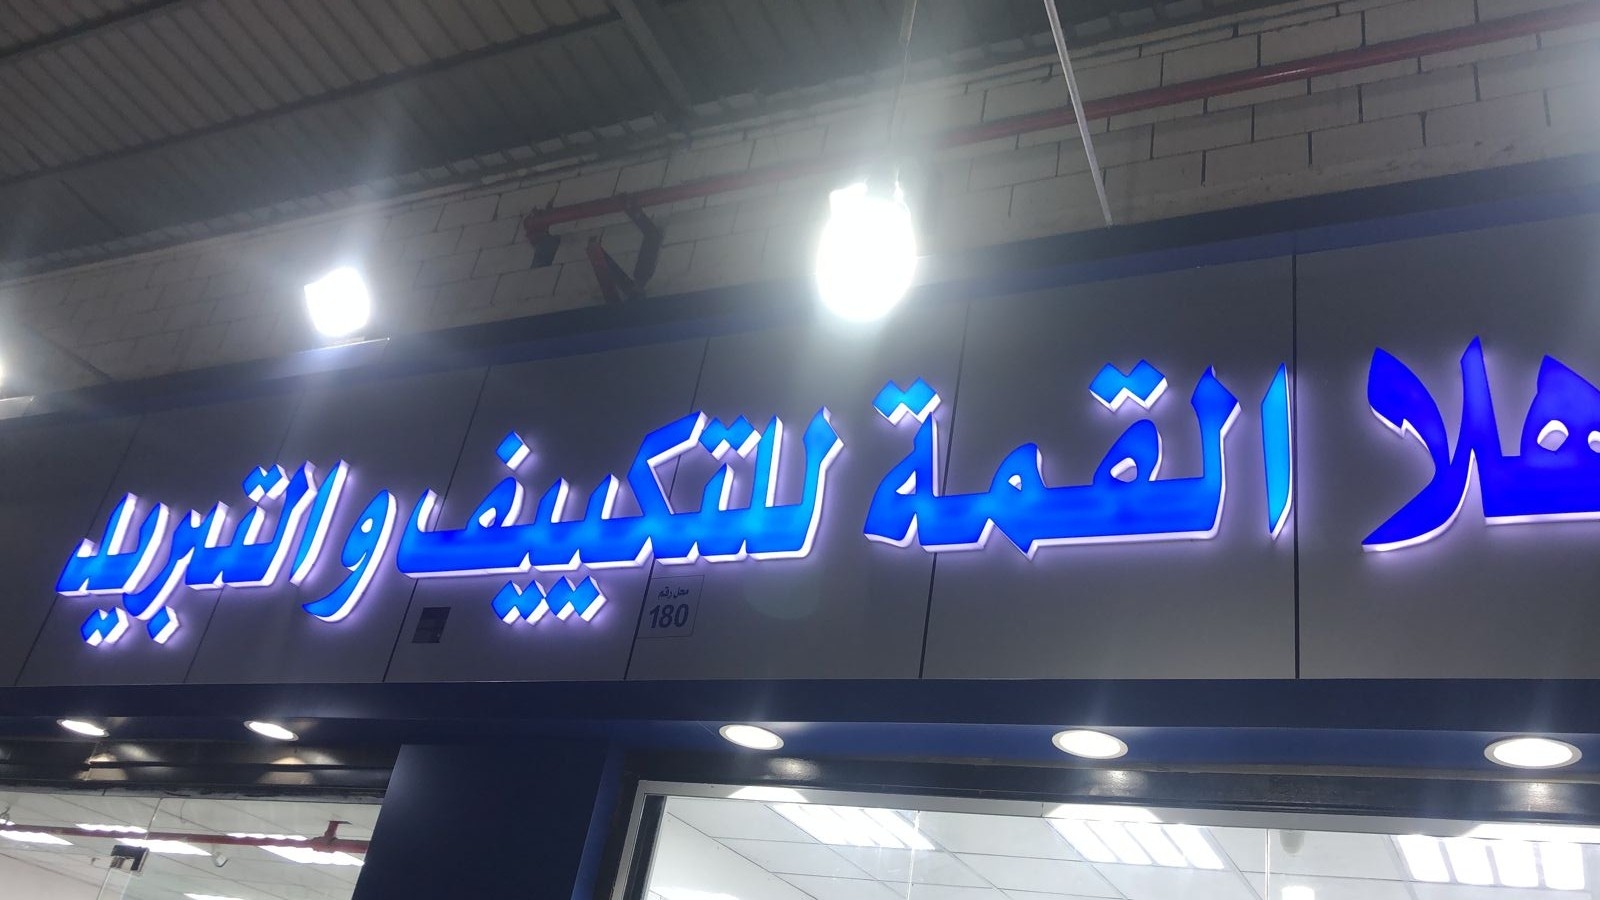 هلا القمة للتكييف والتبريد
محل رقم
180